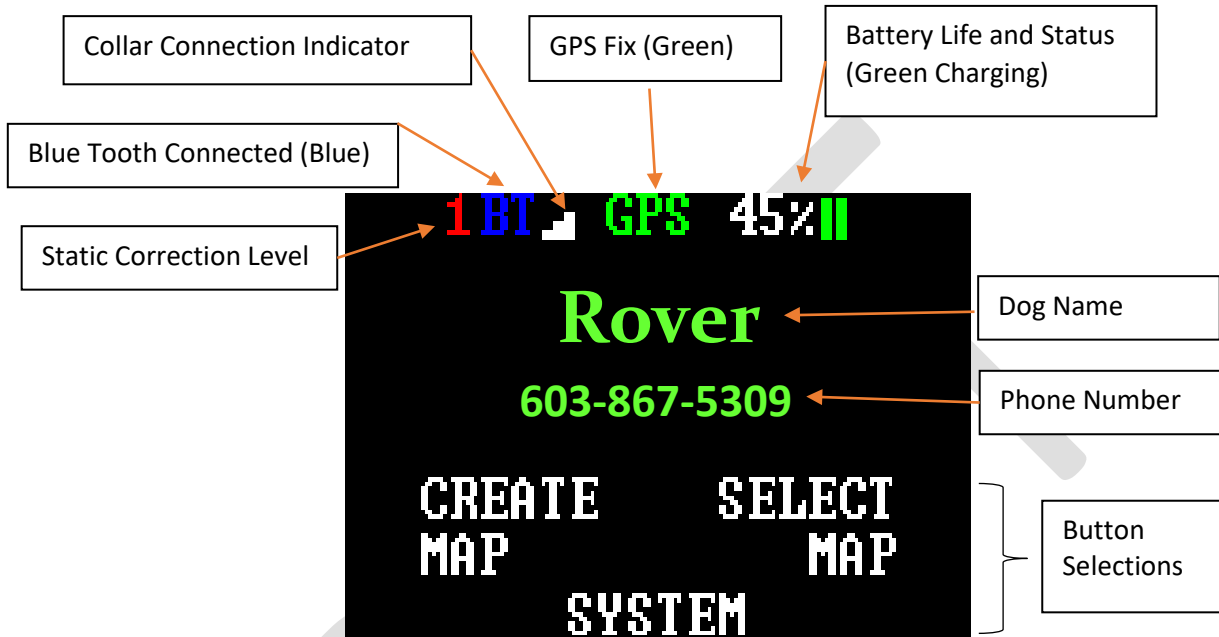 Collar Connection Indicator
GPS Fix (Green)
Battery Life and Status
(Green Charging)
Blue Tooth Connected (Blue)
Static Correction Level
1 BT GPS 45%
Rover
Dog Name
603-867-5309
Phone Number
CREATE SELECT
MAP MAP
SYSTEM
Button
Selections